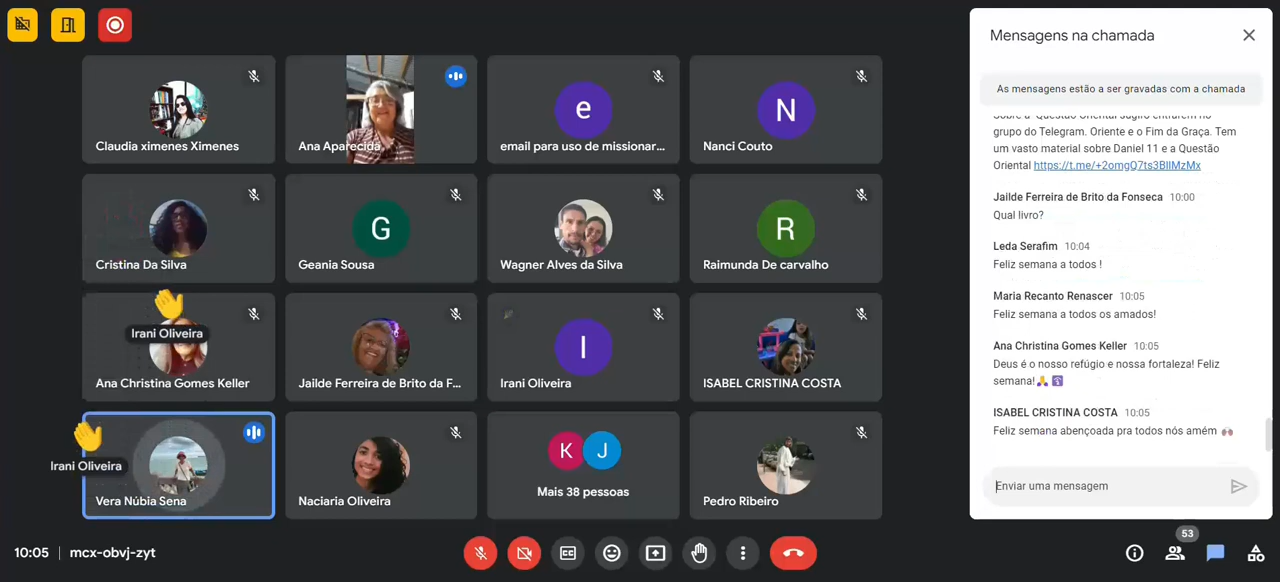 Claudia ximenes Ximenes
Ana Aparecida
e
email para uso de missionar...
N
Nanci Couto
Cristina Da Silva
G
Geania Sousa
Wagner Alves da Silva
R
Raimunda De carvalho
Irani Oliveira
Ana Christina Gomes Keller
Jailde Ferreira de Brito da F...
I
Irani Oliveira
ISABEL CRISTINA COSTA
Irani Oliveira
Vera Núbia Sena
Naciaria Oliveira
K
J
Mais 38 pessoas
Pedro Ribeiro
10:05 | mcx-obvj-zyt
Mensagens na chamada
As mensagens estão a ser gravadas com a chamada
Sobre a Questão Oriental sugiro entrarem no
grupo do Telegram. Oriente e o Fim da Graça. Tem
um vasto material sobre Daniel 11 e a Questão
Oriental https://t.me/+2omgQ7ts3BIIMzMx
Jailde Ferreira de Brito da Fonseca 10:00
Qual livro?
Leda Serafim 10:04
Feliz semana a todos !
Maria Recanto Renascer 10:05
Feliz semana a todos os amados!
Ana Christina Gomes Keller 10:05
Deus é o nosso refúgio e nossa fortaleza! Feliz
semana!🙏 🛐
ISABEL CRISTINA COSTA 10:05
Feliz semana abençoada pra todos nós amém 🙌
Enviar uma mensagem
53